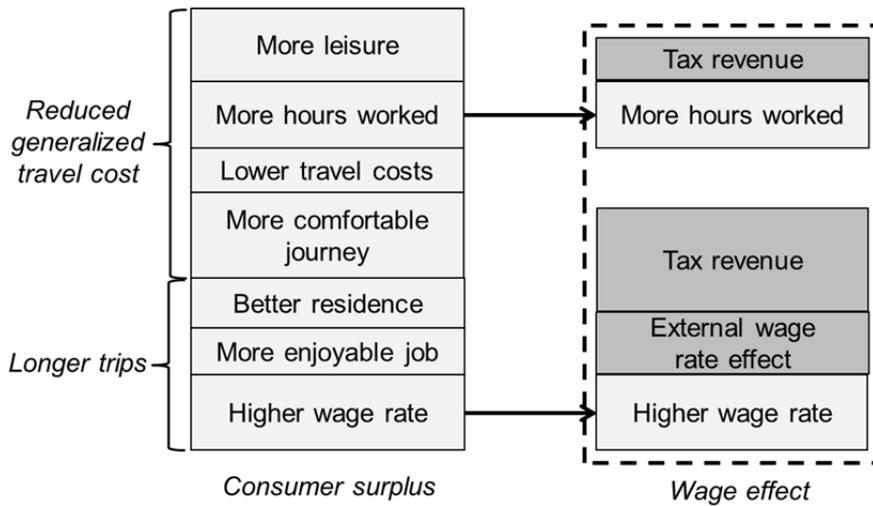 More leisure
More hours worked
Lower travel costs
More comfortable
journey
Better residence
More enjoyable job
Higher wage rate
Reduced
generalized
travel cost
Longer trips
Consumer surplus
Tax revenue
More hours worked
Tax revenue
External wage
rate effect
Higher wage rate
Wage effect